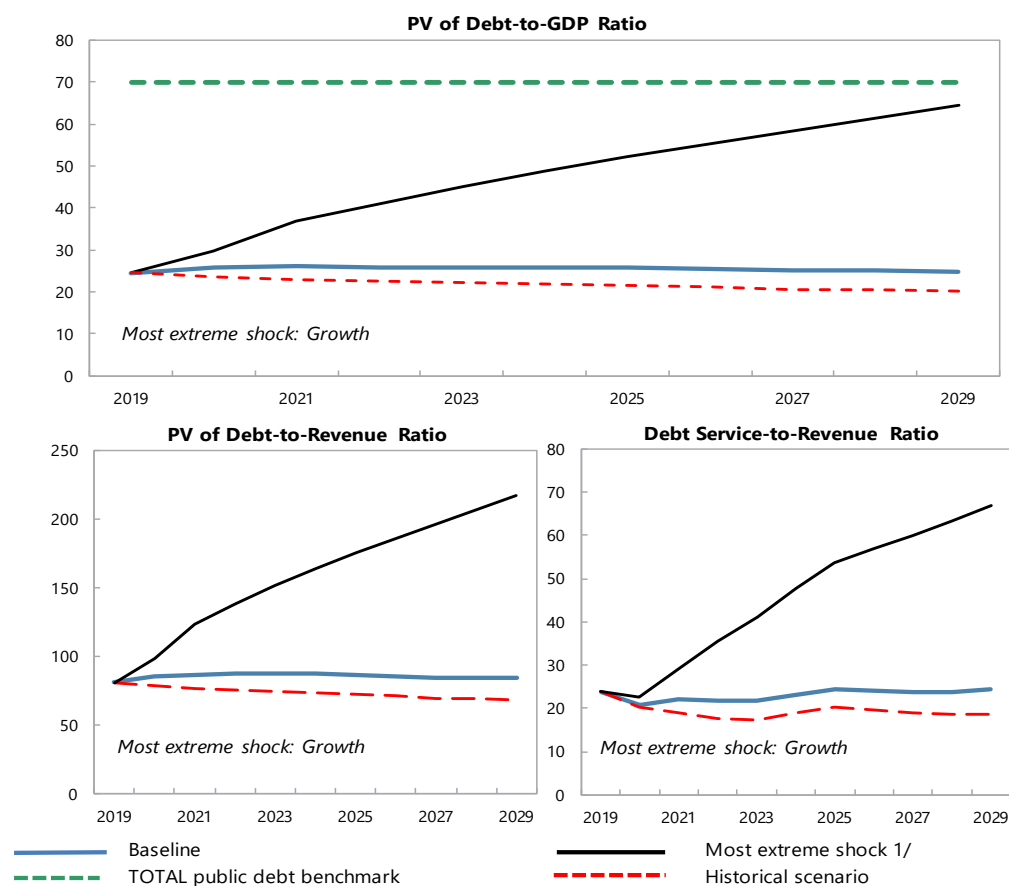 PV of Debt-to-GDP Ratio
80
70
60
50
40
30
20
10
0
Most extreme shock: Growth
2019 2021 2023 2025 2027 2029
PV of Debt-to-Revenue Ratio
250
200
150
100
50
0
Most extreme shock: Growth
2019 2021 2023 2025 2027 2029
Debt Service-to-Revenue Ratio
80
70
60
50
40
30
20
10
0
Most extreme shock: Growth
2019 2021 2023 2025 2027 2029
Baseline
Most extreme shock 1/
TOTAL public debt benchmark
Historical scenario